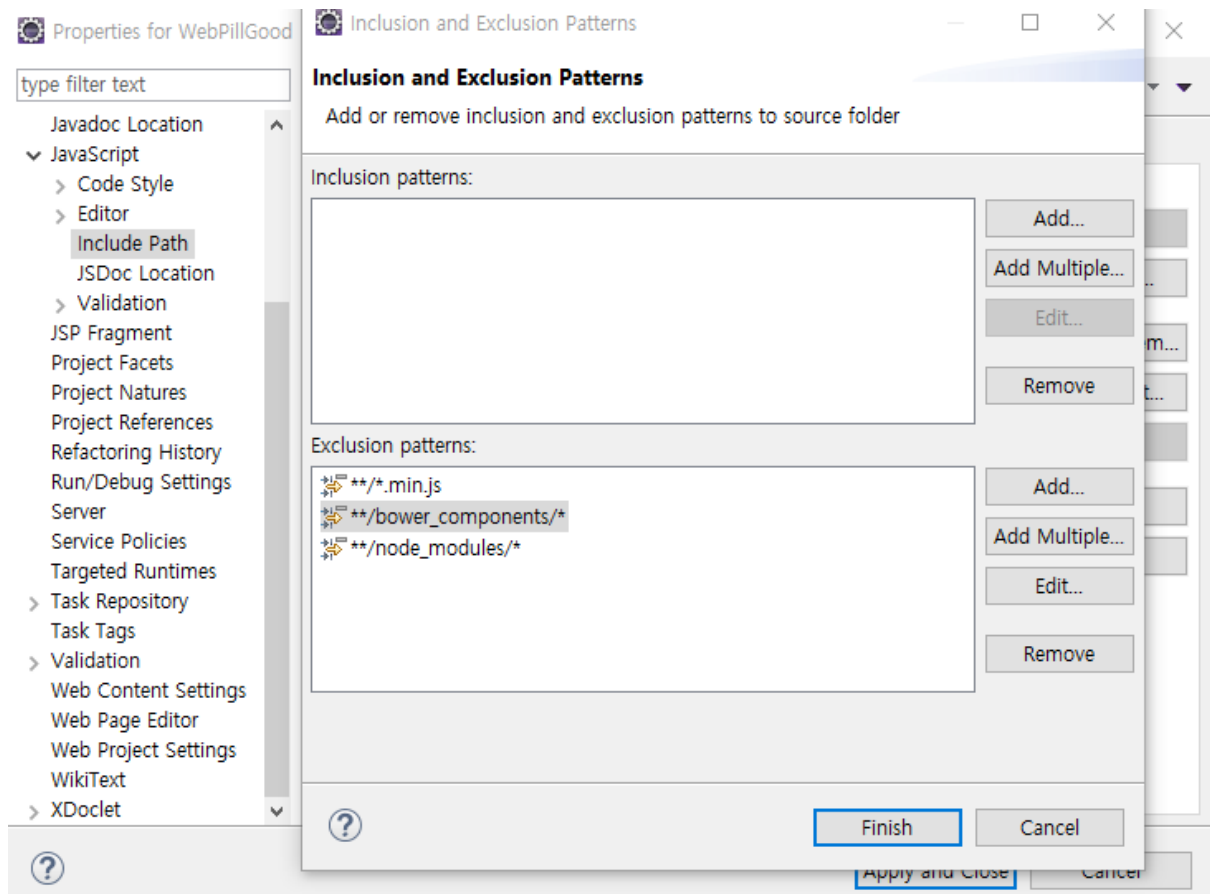 Properties for WebPillGood
type filter text
Javadoc Location
JavaScript
Code Style
Editor
Include Path
JSDoc Location
Validation
JSP Fragment
Project Facets
Project Natures
Project References
Refactoring History
Run/Debug Settings
Server
Service Policies
Targeted Runtimes
Task Repository
Task Tags
Validation
Web Content Settings
Web Page Editor
Web Project Settings
WikiText
XDoclet
Inclusion and Exclusion Patterns
Inclusion and Exclusion Patterns
Add or remove inclusion and exclusion patterns to source folder
Inclusion patterns:
Add...
Add Multiple...
Edit...
Remove
Exclusion patterns:
**/*.min.js
**/bower_components/*
**/node_modules/*
Add...
Add Multiple...
Edit...
Remove
Finish
Cancel
Apply and Close
Cancel